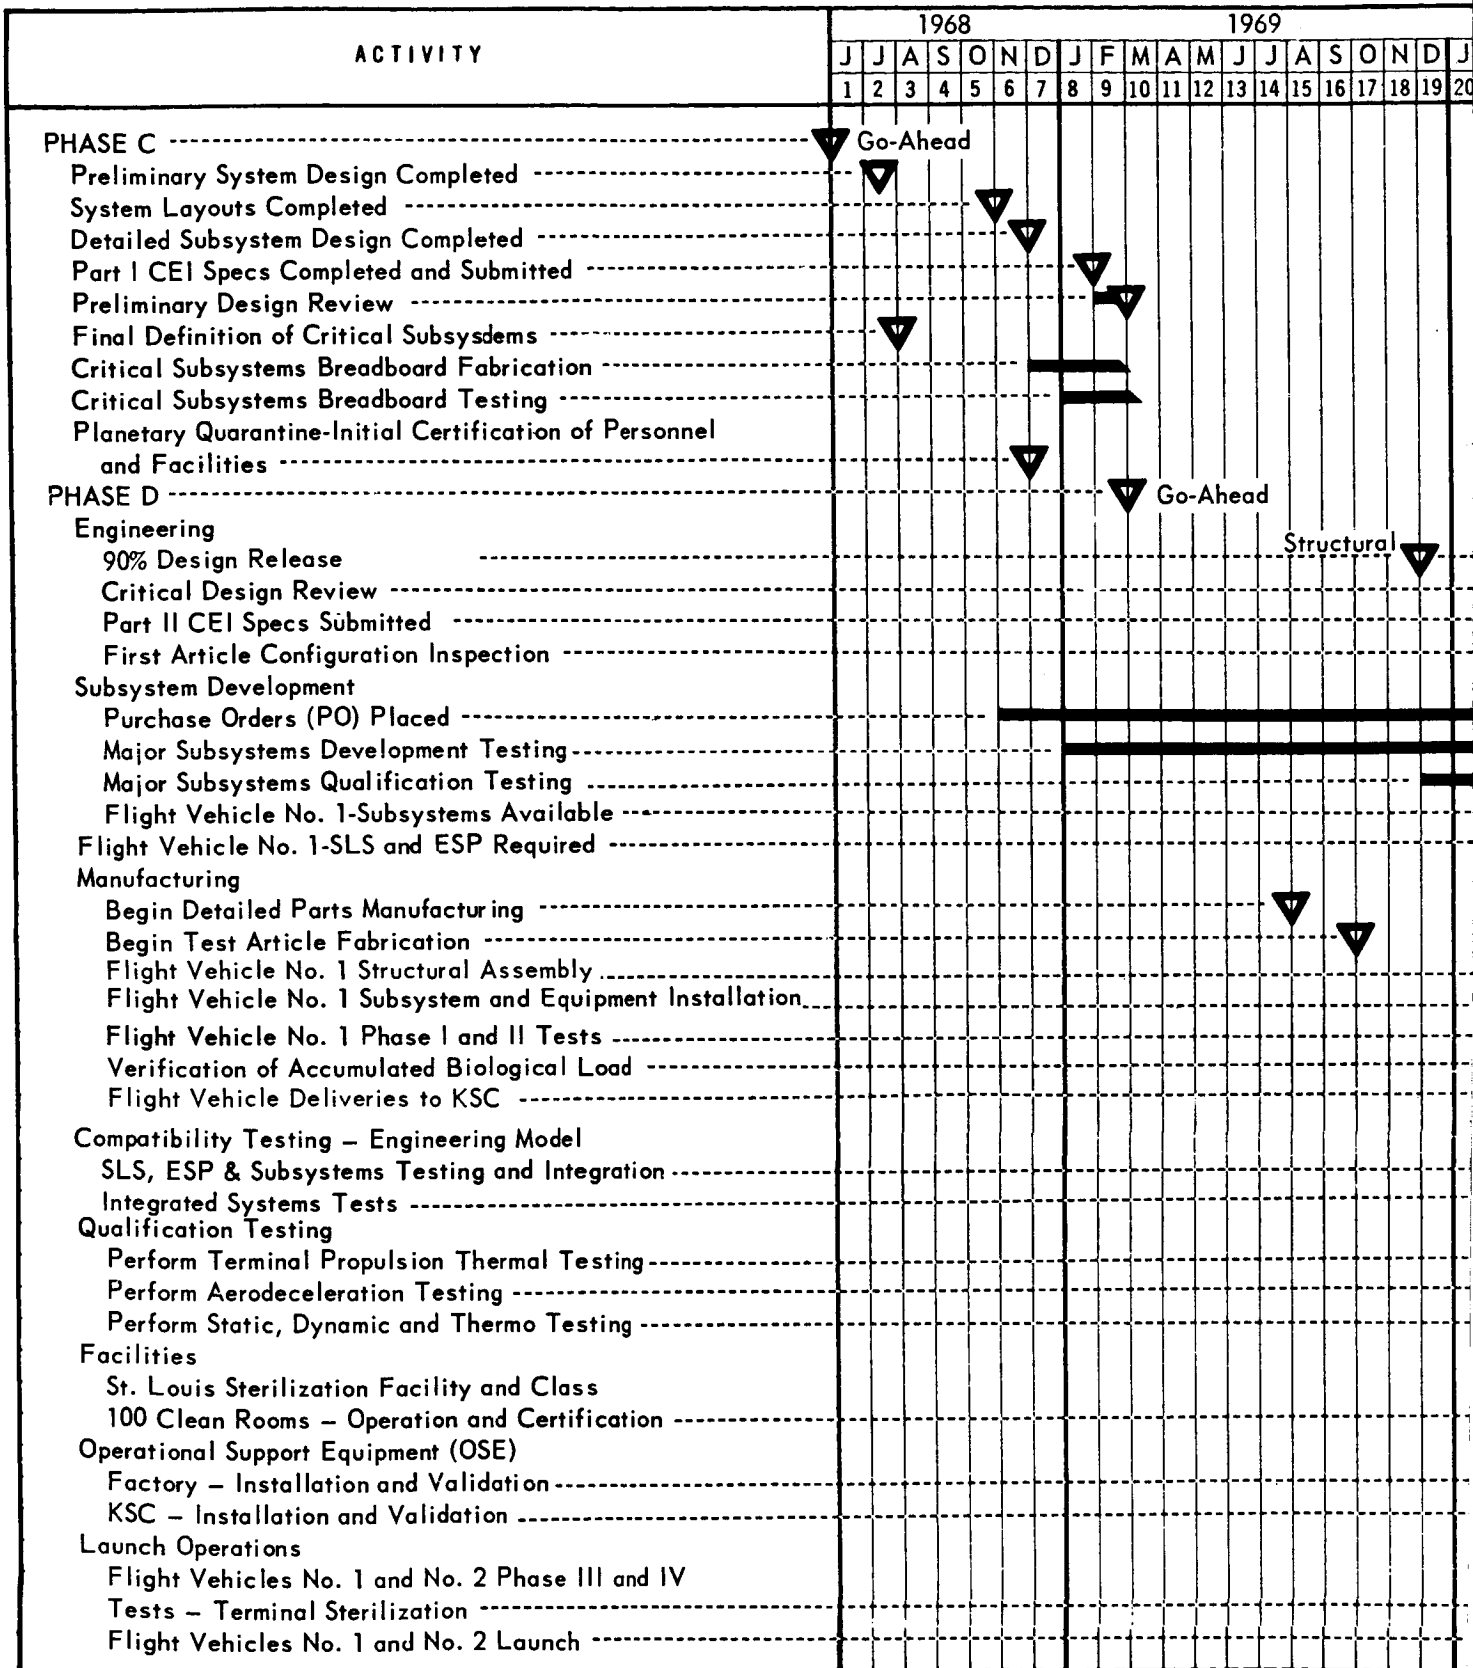 1968 1969
ACTIVITY
J J A S O N D J F M A M J J A S O N D J
1 2 3 4 5 6 7 8 9 10 11 12 13 14 15 16 17 18 19 20
PHASE C Go-Ahead
Preliminary System Design Completed
System Layouts Completed
Detailed Subsystem Design Completed
Part I CEI Specs Completed and Submitted
Preliminary Design Review
Final Definition of Critical Subsysdems
Critical Subsystems Breadboard Fabrication
Critical Subsystems Breadboard Testing
Planetary Quarantine-Initial Certification of Personnel
and Facilities
PHASE D Go-Ahead
Engineering
90% Design Release Structural
Critical Design Review
Part II CEI Specs Submitted
First Article Configuration Inspection
Subsystem Development
Purchase Orders (PO) Placed
Major Subsystems Development Testing
Major Subsystems Qualification Testing
Flight Vehicle No. 1-Subsystems Available
Flight Vehicle No. 1-SLS and ESP Required
Manufacturing
Begin Detailed Parts Manufacturing
Begin Test Article Fabrication
Flight Vehicle No. 1 Structural Assembly
Flight Vehicle No. 1 Subsystem and Equipment Installation
Flight Vehicle No. 1 Phase I and II Tests
Verification of Accumulated Biological Load
Flight Vehicle Deliveries to KSC
Compatibility Testing – Engineering Model
SLS, ESP & Subsystems Testing and Integration
Integrated Systems Tests
Qualification Testing
Perform Terminal Propulsion Thermal Testing
Perform Aerodeceleration Testing
Perform Static, Dynamic and Thermo Testing
Facilities
St. Louis Sterilization Facility and Class
100 Clean Rooms – Operation and Certification
Operational Support Equipment (OSE)
Factory – Installation and Validation
KSC – Installation and Validation
Launch Operations
Flight Vehicles No. 1 and No. 2 Phase III and IV
Tests – Terminal Sterilization
Flight Vehicles No. 1 and No. 2 Launch